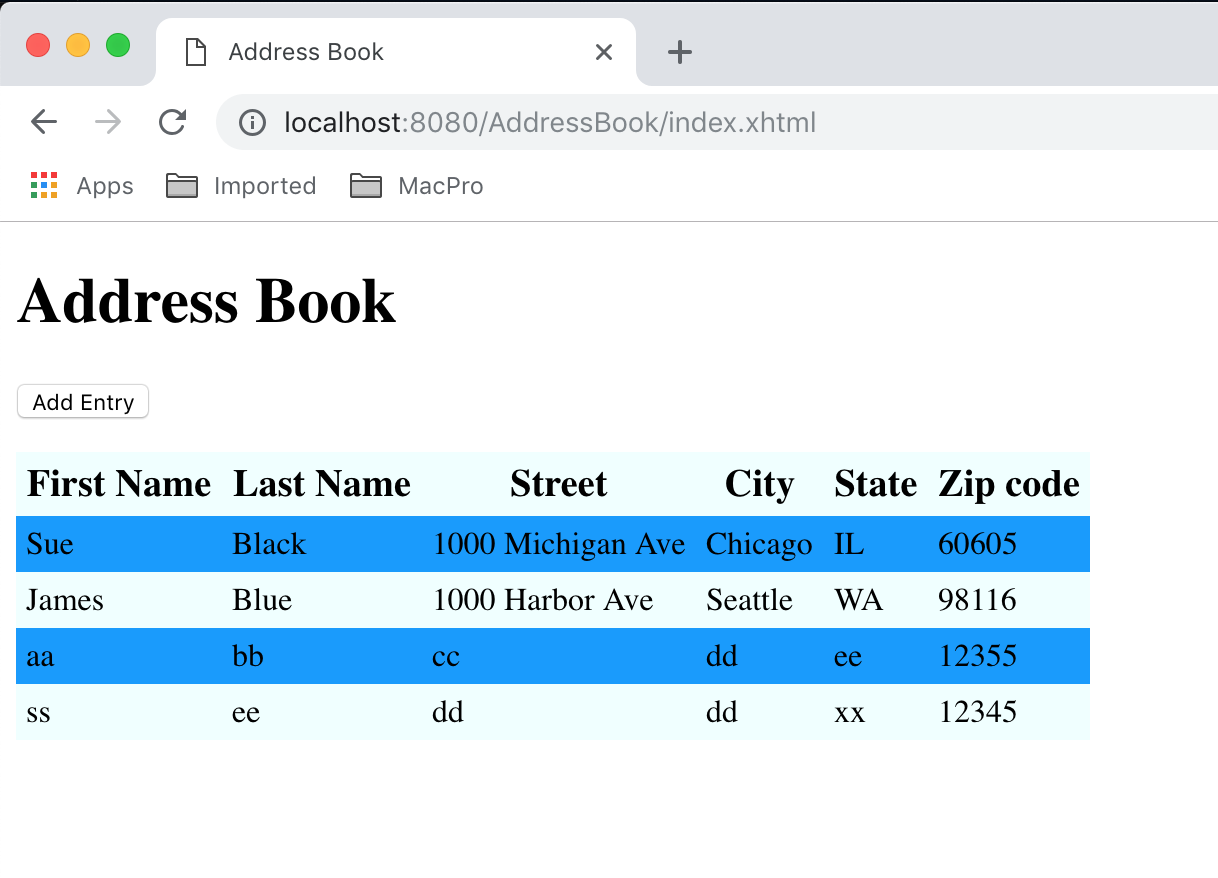 Address Book
localhost:8080/AddressBook/index.xhtml
Apps Imported MacPro
Address Book
Add Entry
First Name Last Name Street City State Zip code
Sue Black 1000 Michigan Ave Chicago IL 60605
James Blue 1000 Harbor Ave Seattle WA 98116
aa bb cc dd ee 12355
ss ee dd dd xx 12345